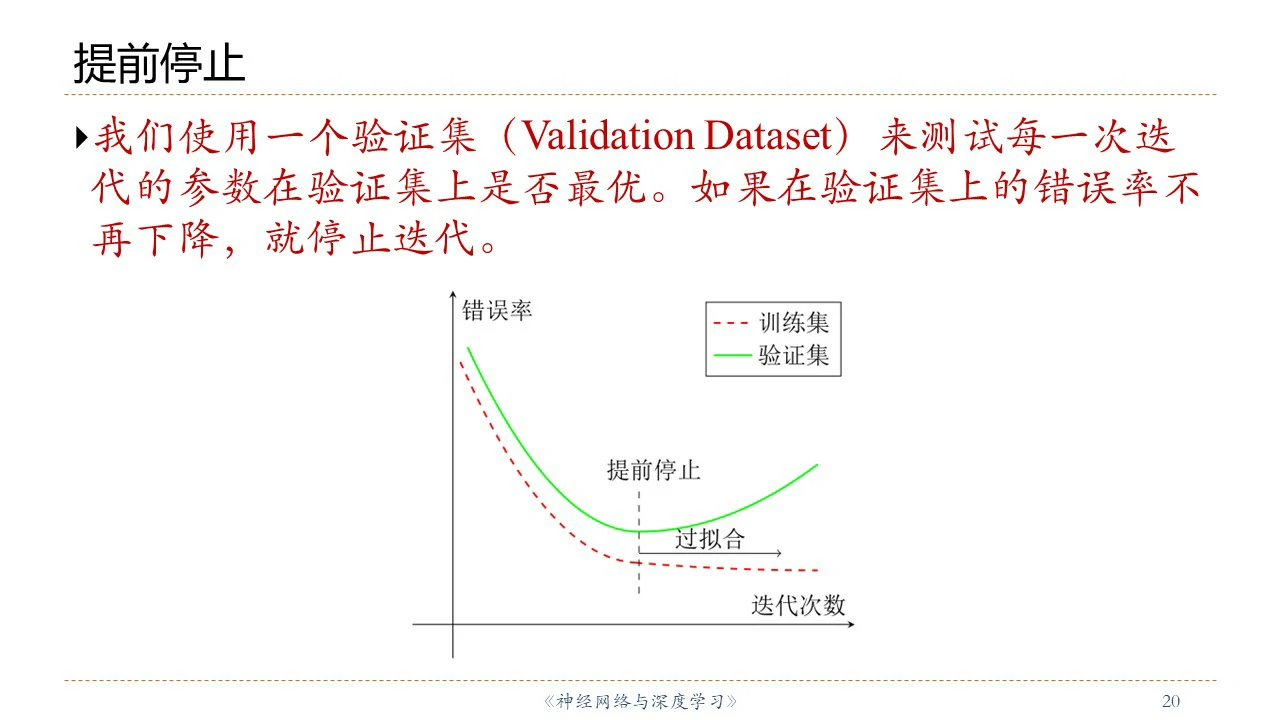 提前停止
我们使用一个验证集（Validation Dataset）来测试每一次迭
代的参数在验证集上是否最优。如果在验证集上的错误率不
再下降，就停止迭代。
错误率
训练集
验证集
提前停止
过拟合
迭代次数
《神经网络与深度学习》
20